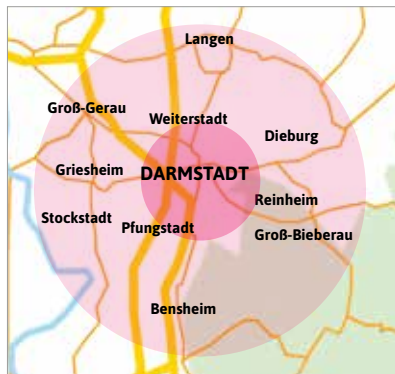 Langen
Groß-Gerau
Weiterstadt
Dieburg
Griesheim
DARMSTADT
Reinheim
Stockstadt
Pfungstadt
Groß-Bieberau
Bensheim